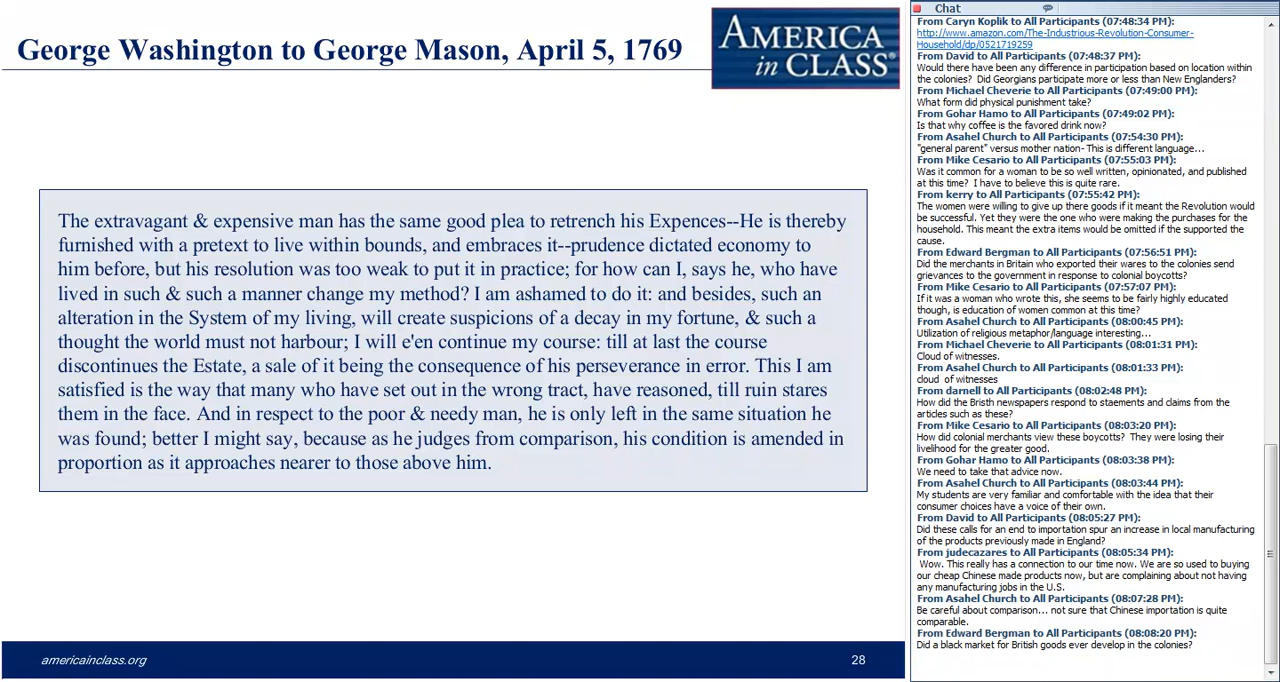 George Washington to George Mason, April 5, 1769
AMERICA
in CLASS®
The extravagant & expensive man has the same good plea to retrench his Expences--He is thereby
furnished with a pretext to live within bounds, and embraces it--prudence dictated economy to
him before, but his resolution was too weak to put it in practice; for how can I, says he, who have
lived in such & such a manner change my method? I am ashamed to do it: and besides, such an
alteration in the System of my living, will create suspicions of a decay in my fortune, & such a
thought the world must not harbour; I will e'en continue my course: till at last the course
discontinues the Estate, a sale of it being the consequence of his perseverance in error. This I am
satisfied is the way that many who have set out in the wrong tract, have reasoned, till ruin stares
them in the face. And in respect to the poor & needy man, he is only left in the same situation he
was found; better I might say, because as he judges from comparison, his condition is amended in
proportion as it approaches nearer to those above him.
americainclass.org
28
Chat
From Caryn Koplik to All Participants (07:48:34 PM):
http://www.amazon.com/The-Industrious-Revolution-Consumer-
Household/dp/0521719259
From David to All Participants (07:48:37 PM):
Would there have been any difference in participation based on location within
the colonies? Did Georgians participate more or less than New Englanders?
From Michael Cheverie to All Participants (07:49:00 PM):
What form did physical punishment take?
From Gohar Hamo to All Participants (07:49:02 PM):
Is that why coffee is the favored drink now?
From Asahel Church to All Participants (07:54:30 PM):
"general parent" versus mother nation- This is different language...
From Mike Cesario to All Participants (07:55:03 PM):
Was it common for a woman to be so well written, opinionated, and published
at this time? I have to believe this is quite rare.
From kerry to All Participants (07:55:42 PM):
The women were willing to give up there goods if it meant the Revolution would
be successful. Yet they were the one who were making the purchases for the
household. This meant the extra items would be omitted if the supported the
cause.
From Edward Bergman to All Participants (07:56:51 PM):
Did the merchants in Britain who exported their wares to the colonies send
grievances to the government in response to colonial boycotts?
From Mike Cesario to All Participants (07:57:07 PM):
If it was a woman who wrote this, she seems to be fairly highly educated
though, is education of women common at this time?
From Asahel Church to All Participants (08:00:45 PM):
Utilization of religious metaphor/language interesting...
From Michael Cheverie to All Participants (08:01:31 PM):
Cloud of witnesses.
From Asahel Church to All Participants (08:01:33 PM):
cloud of witnesses
From darnell to All Participants (08:02:48 PM):
How did the Bristh newspapers respond to staements and claims from the
articles such as these?
From Mike Cesario to All Participants (08:03:20 PM):
How did colonial merchants view these boycotts? They were losing their
livelihood for the greater good.
From Gohar Hamo to All Participants (08:03:38 PM):
We need to take that advice now.
From Asahel Church to All Participants (08:03:44 PM):
My students are very familiar and comfortable with the idea that their
consumer choices have a voice of their own.
From David to All Participants (08:05:27 PM):
Did these calls for an end to importation spur an increase in local manufacturing
of the products previously made in England?
From judecazares to All Participants (08:05:34 PM):
Wow. This really has a connection to our time now. We are so used to buying
our cheap Chinese made products now, but are complaining about not having
any manufacturing jobs in the U.S.
From Asahel Church to All Participants (08:07:28 PM):
Be careful about comparison... not sure that Chinese importation is quite
comparable.
From Edward Bergman to All Participants (08:08:20 PM):
Did a black market for British goods ever develop in the colonies?